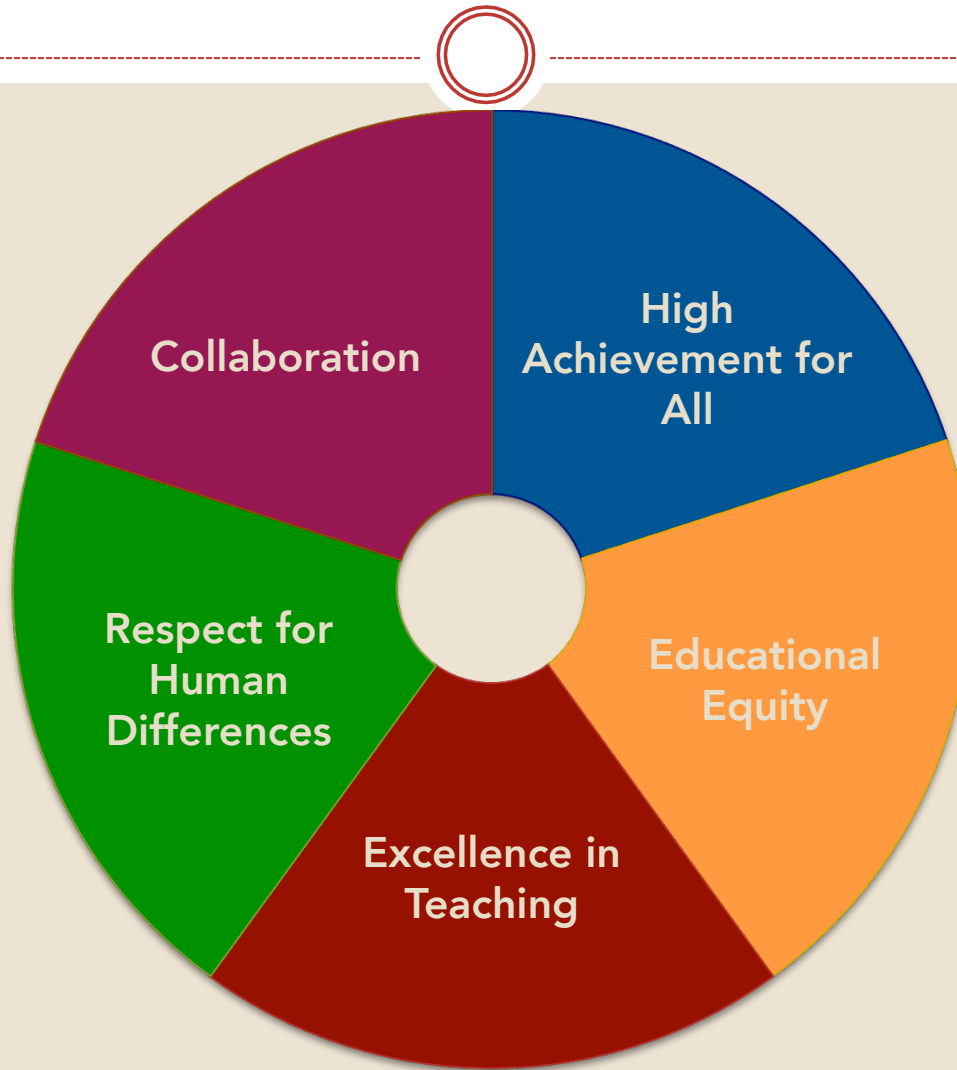 Collaboration
High
Achievement for
All
Respect for
Human
Differences
Educational
Equity
Excellence in
Teaching